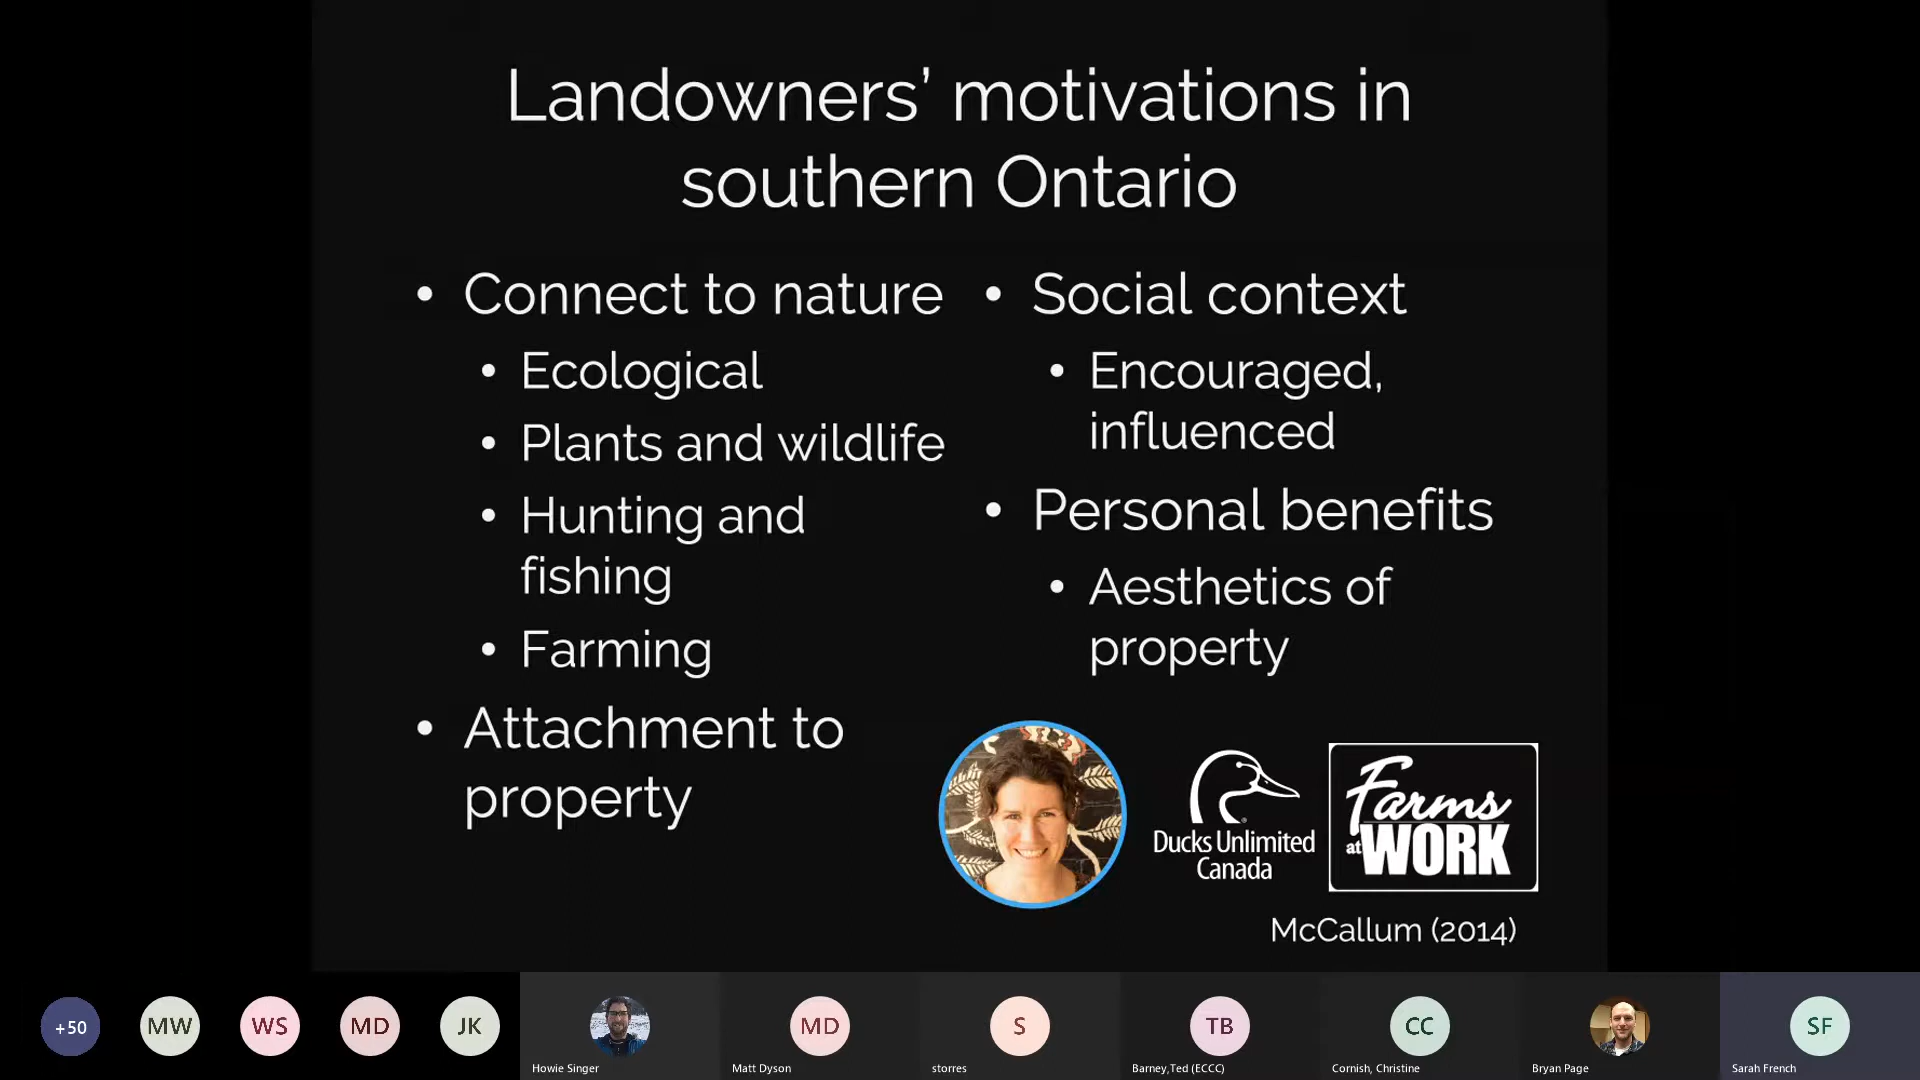 Landowners’ motivations in
southern Ontario
• Connect to nature
• Ecological
• Plants and wildlife
• Hunting and
fishing
• Farming
• Attachment to
property
• Social context
• Encouraged,
influenced
• Personal benefits
• Aesthetics of
property
Ducks Unlimited
Canada
Farms
at WORK
McCallum (2014)
+50
MW
WS
MD
JK
Howie Singer
MD
Matt Dyson
S
storres
TB
Barney,Ted (ECCC)
CC
Cornish, Christine
Bryan Page
SF
Sarah French